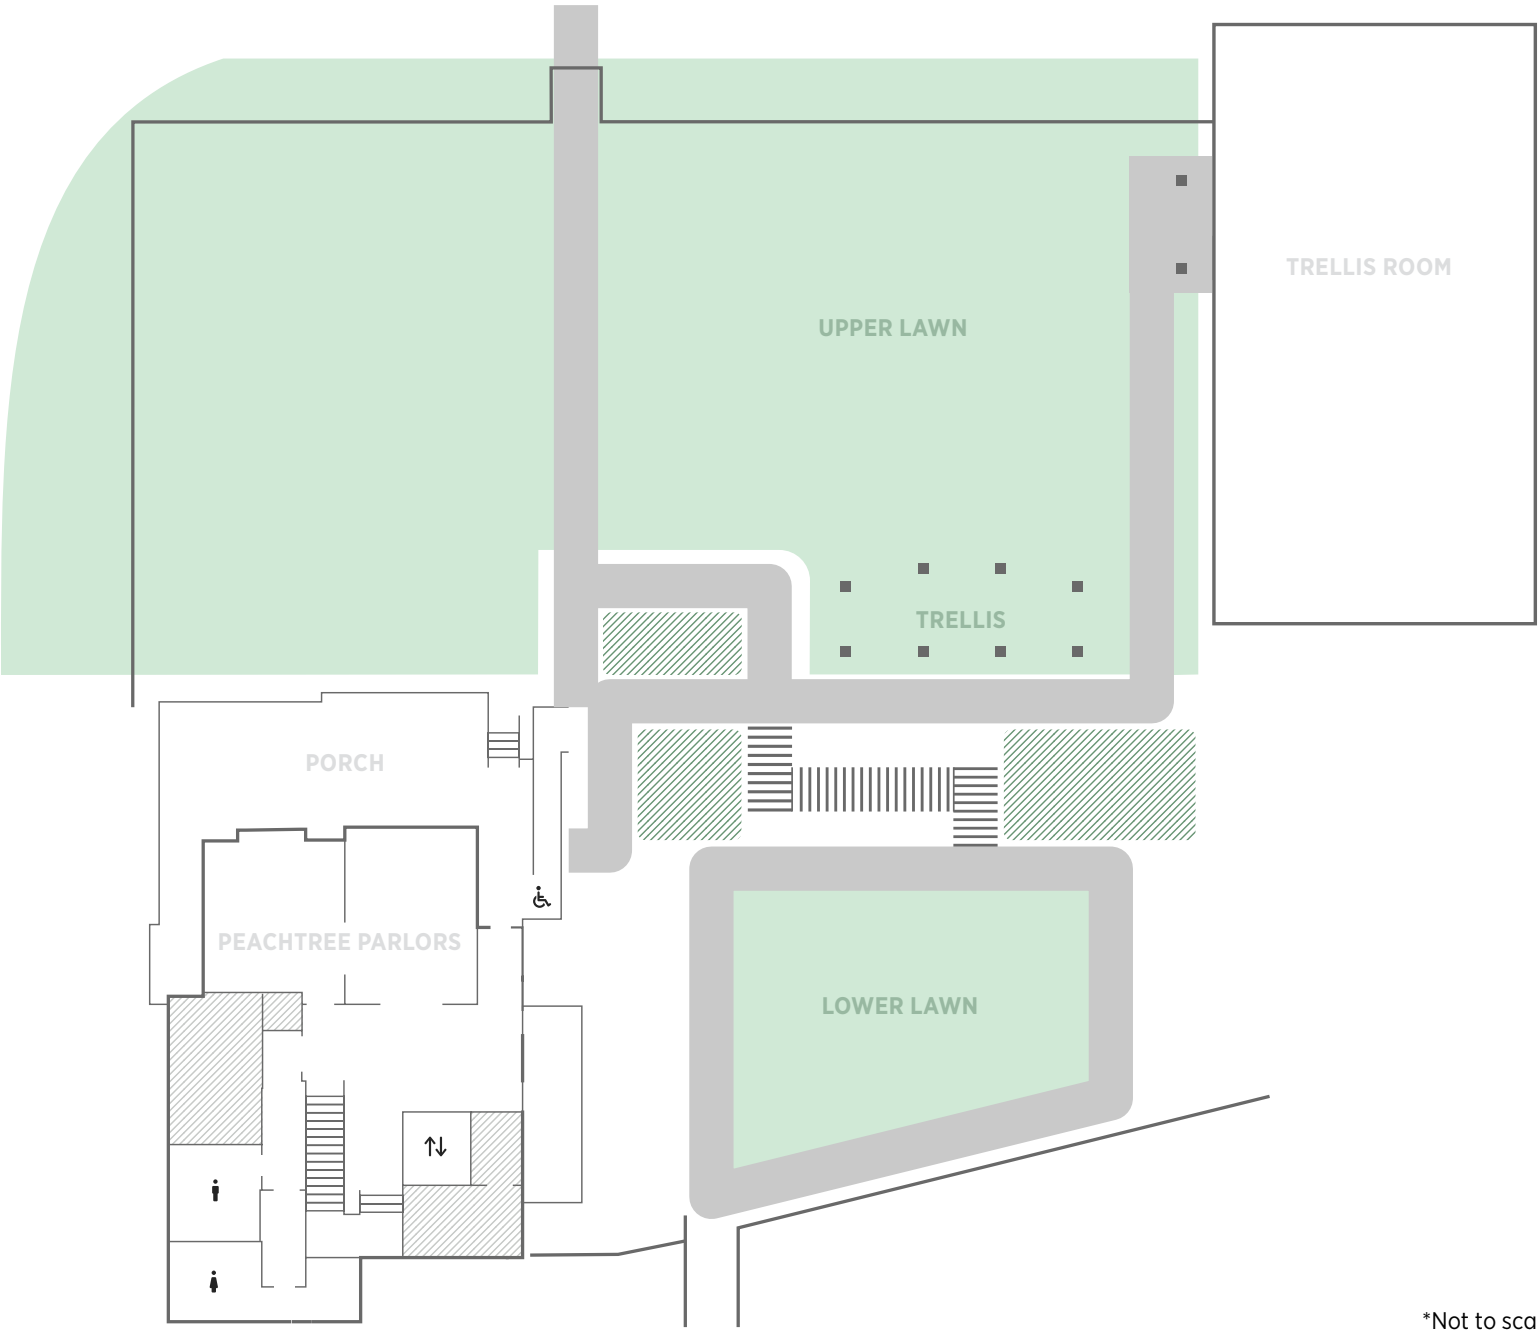 TRELLIS ROOM
UPPER LAWN
TRELLIS
PORCH
PEACHTREE PARLORS
LOWER LAWN
*Not to sca